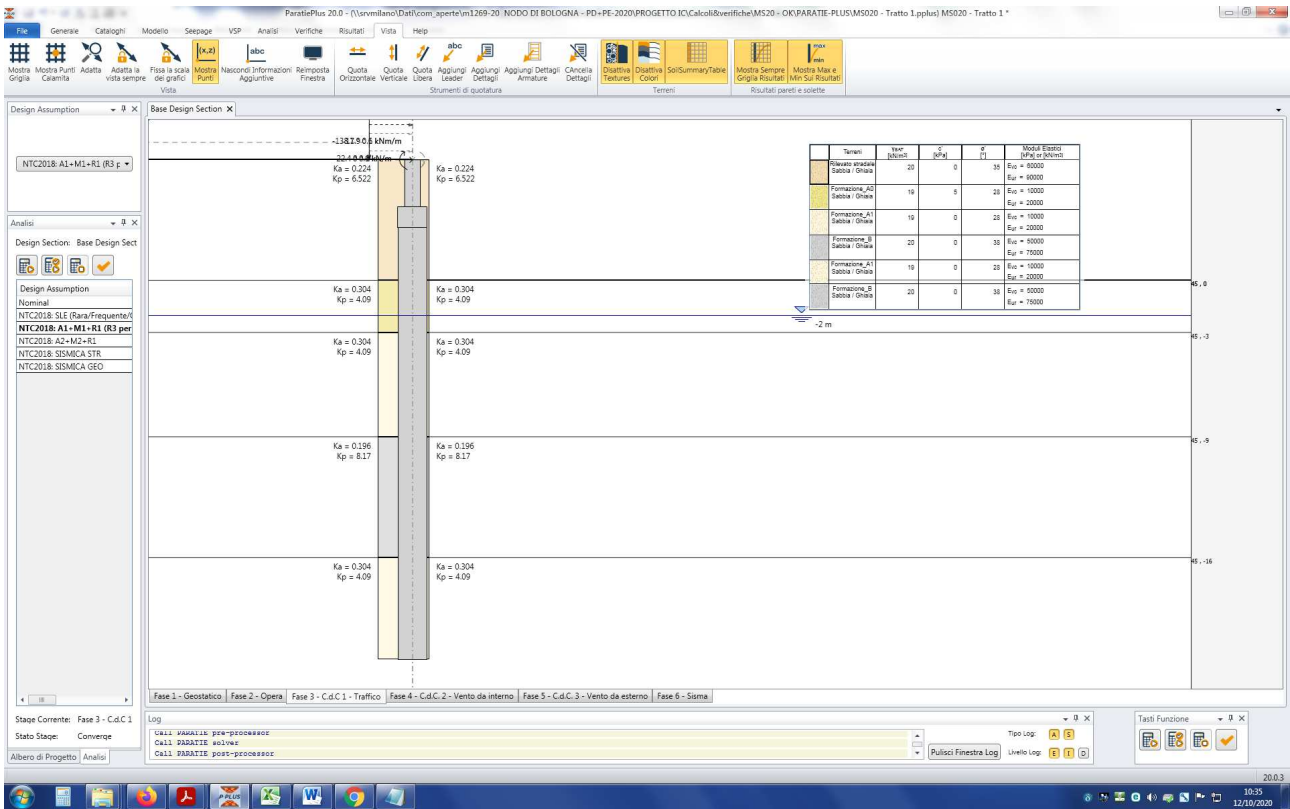 ParatiePlus 20.0 - (\\srvmilano\Dati\com_aperte\m1269-20 NODO DI BOLOGNA - PD+PE-2020\PROGETTO IC\Calcoli&verifiche\MS20 - OK\PARATIE-PLUS\MS020 - Tratto 1.pplus) MS020 - Tratto 1 *
File Generale Cataloghi Modello Seepage VSP Analisi Verifiche Risultati Vista Help
Mostra Griglia
Mostra Punti Calamita
Adatta
Adatta la vista sempre
Fissa la scala dei grafici
(x,z) Mostra Punti
abc Nascondi Informazioni Aggiuntive
Reimposta Finestra
Quota Orizzontale
Quota Verticale
Quota Libera
abc Aggiungi Leader
Aggiungi Dettagli
Aggiungi Dettagli Armature
CAncella Dettagli
Disattiva Textures
Disattiva Colori
SoilSummaryTable
Mostra Sempre Griglia Risultati
max min Mostra Max e Min Sui Risultati
Vista Strumenti di quotatura Terreni Risultati pareti e solette
Design Assumption
NTC2018: A1+M1+R1 (R3 p
Analisi
Design Section: Base Design Sect
Design Assumption
Nominal
NTC2018: SLE (Rara/Frequente/
NTC2018: A1+M1+R1 (R3 per
NTC2018: A2+M2+R1
NTC2018: SISMICA STR
NTC2018: SISMICA GEO
Stage Corrente: Fase 3 - C.d.C 1
Stato Stage: Converge
Albero di Progetto Analisi
Base Design Section X
kNm/m
Ka = 0.224 Ka = 0.224
Kp = 6.522 Kp = 6.522
Ka = 0.304 Ka = 0.304
Kp = 4.09 Kp = 4.09
-2 m
Ka = 0.304 Ka = 0.304
Kp = 4.09 Kp = 4.09
Ka = 0.196 Ka = 0.196
Kp = 8.17 Kp = 8.17
Ka = 0.304 Ka = 0.304
Kp = 4.09 Kp = 4.09
45, 0
45, -3
45, -9
45, -16
Terreni γSAT [kN/m³] c' [kPa] ø' [°] Moduli Elastici [kPa] or [kN/m³]
Rilevato stradale Sabbia / Ghiaia 20 0 35 Evc = 60000 Eur = 90000
Formazione_A0 Sabbia / Ghiaia 19 5 28 Evc = 10000 Eur = 20000
Formazione_A1 Sabbia / Ghiaia 19 0 28 Evc = 10000 Eur = 20000
Formazione_B Sabbia / Ghiaia 20 0 38 Evc = 50000 Eur = 75000
Formazione_A1 Sabbia / Ghiaia 19 0 28 Evc = 10000 Eur = 20000
Formazione_B Sabbia / Ghiaia 20 0 38 Evc = 50000 Eur = 75000
Fase 1 - Geostatico Fase 2 - Opera Fase 3 - C.d.C 1 - Traffico Fase 4 - C.d.C. 2 - Vento da interno Fase 5 - C.d.C. 3 - Vento da esterno Fase 6 - Sisma
Log
Call PARATIE pre-processor
Call PARATIE solver
Call PARATIE post-processor
Pulisci Finestra Log
Tipo Log: A S
Livello Log: E I D
Tasti Funzione
20.0.3
P PLUS
10:35
12/10/2020